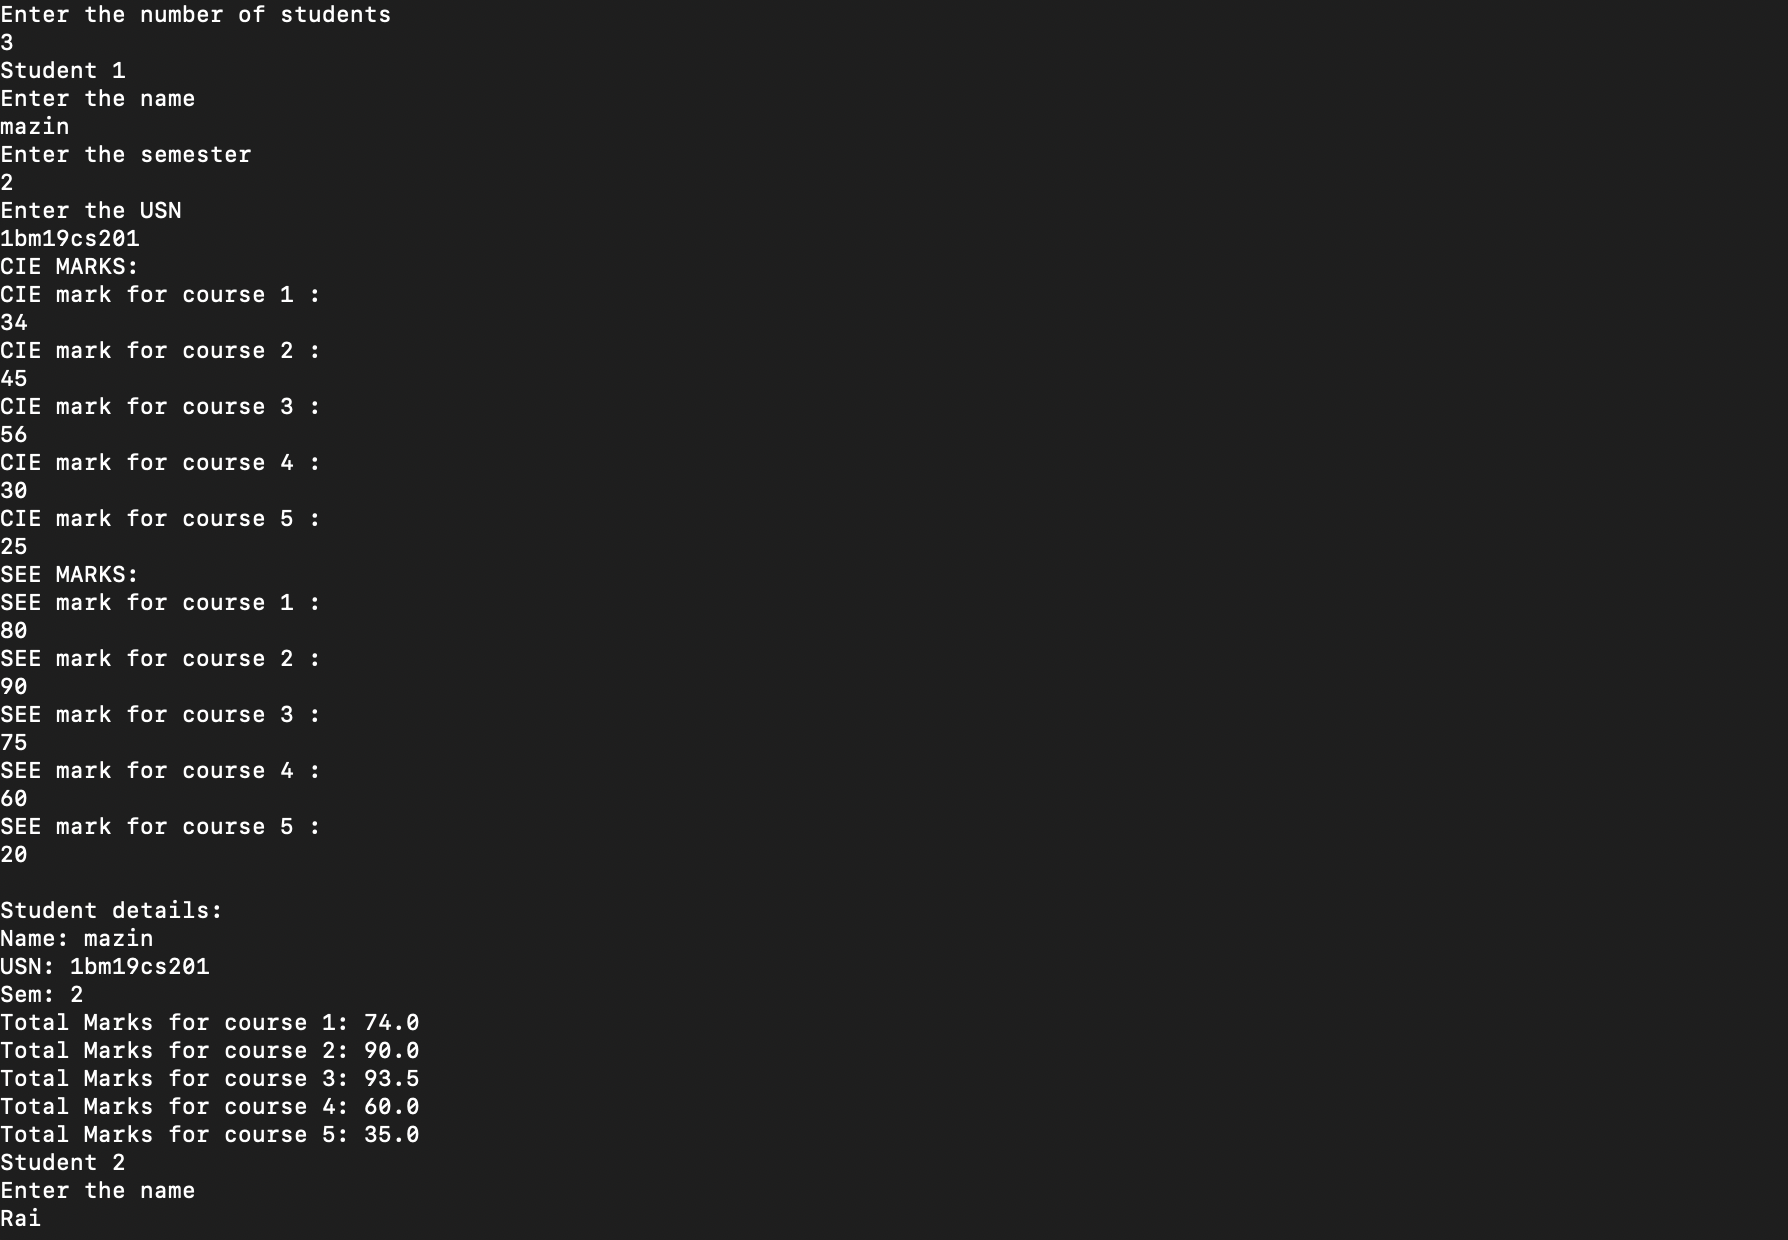 Enter the number of students
3
Student 1
Enter the name
mazin
Enter the semester
2
Enter the USN
1bm19cs201
CIE MARKS:
CIE mark for course 1 :
34
CIE mark for course 2 :
45
CIE mark for course 3 :
56
CIE mark for course 4 :
30
CIE mark for course 5 :
25
SEE MARKS:
SEE mark for course 1 :
80
SEE mark for course 2 :
90
SEE mark for course 3 :
75
SEE mark for course 4 :
60
SEE mark for course 5 :
20

Student details:
Name: mazin
USN: 1bm19cs201
Sem: 2
Total Marks for course 1: 74.0
Total Marks for course 2: 90.0
Total Marks for course 3: 93.5
Total Marks for course 4: 60.0
Total Marks for course 5: 35.0
Student 2
Enter the name
Rai